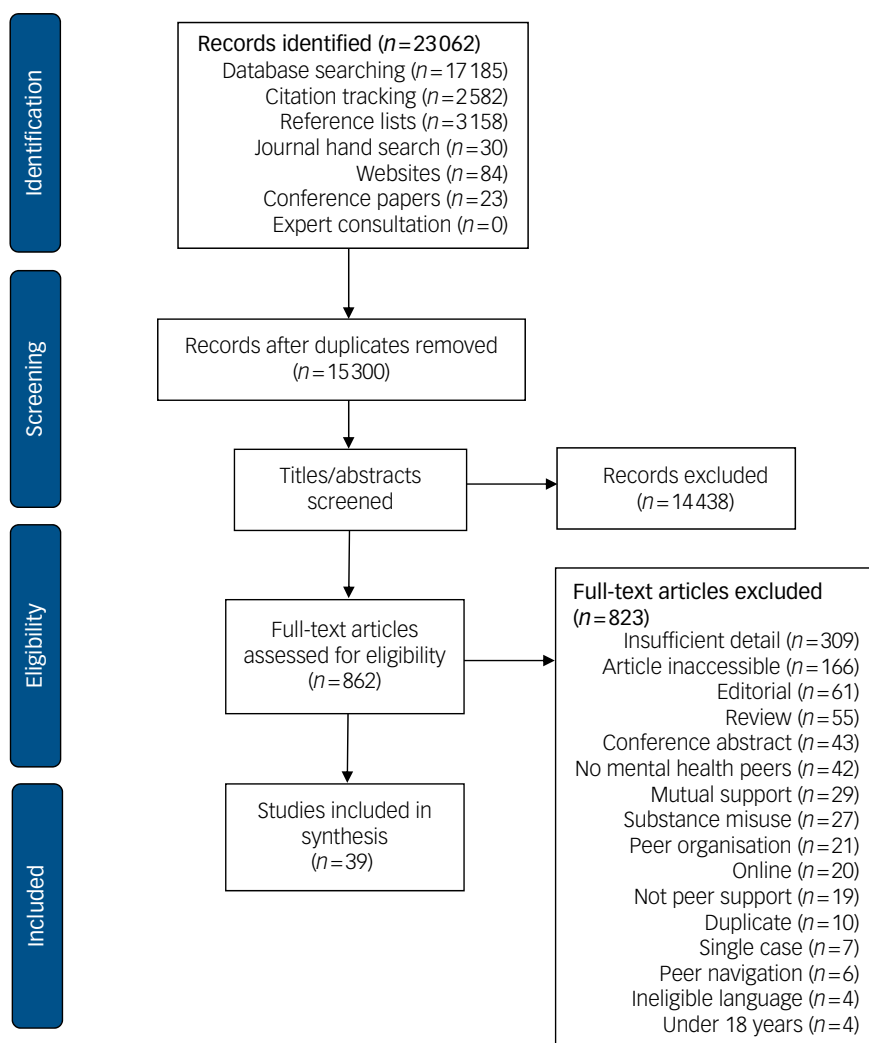 Identification
Records identified (n=23 062)
Database searching (n=17 185)
Citation tracking (n=2 582)
Reference lists (n=3 158)
Journal hand search (n=30)
Websites (n=84)
Conference papers (n=23)
Expert consultation (n=0)
Screening
Records after duplicates removed
(n=15 300)
Titles/abstracts
screened
Records excluded
(n=14 438)
Eligibility
Full-text articles
assessed for eligibility
(n=862)
Full-text articles excluded
(n=823)
Insufficient detail (n=309)
Article inaccessible (n=166)
Editorial (n=61)
Review (n=55)
Conference abstract (n=43)
No mental health peers (n=42)
Mutual support (n=29)
Substance misuse (n=27)
Peer organisation (n=21)
Online (n=20)
Not peer support (n=19)
Duplicate (n=10)
Single case (n=7)
Peer navigation (n=6)
Ineligible language (n=4)
Under 18 years (n=4)
Included
Studies included in
synthesis
(n=39)